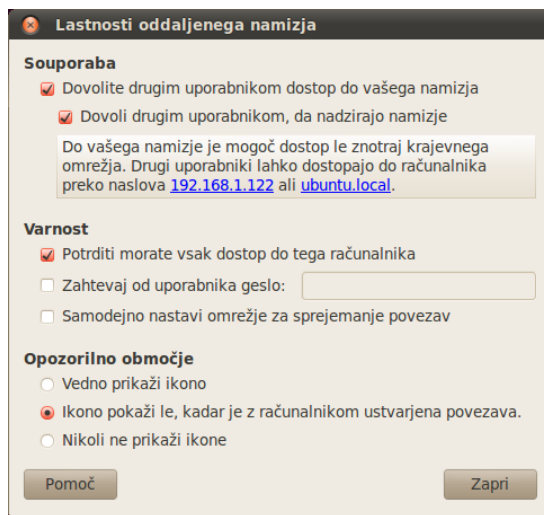 Lastnosti oddaljenega namizja
Souporaba
Dovolite drugim uporabnikom dostop do vašega namizja
Dovoli drugim uporabnikom, da nadzirajo namizje
Do vašega namizje je mogoč dostop le znotraj krajevnega
omrežja. Drugi uporabniki lahko dostopajo do računalnika
preko naslova 192.168.1.122 ali ubuntu.local.
Varnost
Potrditi morate vsak dostop do tega računalnika
Zahtevaj od uporabnika geslo:
Samodejno nastavi omrežje za sprejemanje povezav
Opozorilno območje
Vedno prikaži ikono
Ikono pokaži le, kadar je z računalnikom ustvarjena povezava.
Nikoli ne prikaži ikone
Pomoč
Zapri